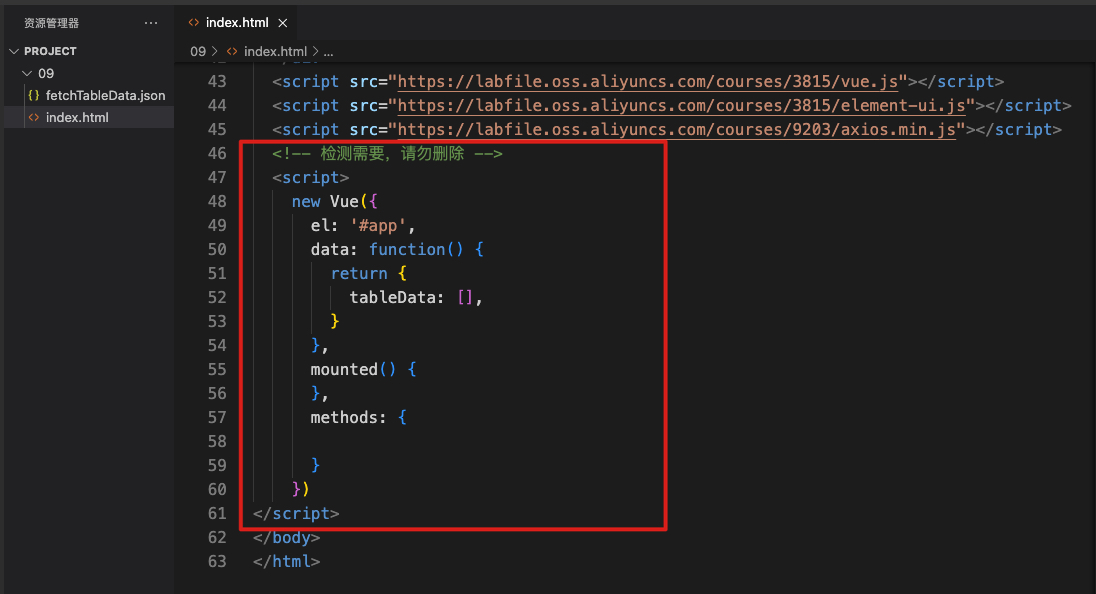 资源管理器 ···
index.html ×
PROJECT
09 > index.html > ...
09
{} fetchTableData.json
<> index.html
43 <script src="https://labfile.oss.aliyuncs.com/courses/3815/vue.js"></script>
44 <script src="https://labfile.oss.aliyuncs.com/courses/3815/element-ui.js"></script>
45 <script src="https://labfile.oss.aliyuncs.com/courses/9203/axios.min.js"></script>
46 <!-- 检测需要，请勿删除 -->
47 <script>
48 new Vue({
49 el: '#app',
50 data: function() {
51 return {
52 tableData: [],
53 }
54 },
55 mounted() {
56 },
57 methods: {
58
59 }
60 })
61 </script>
62 </body>
63 </html>